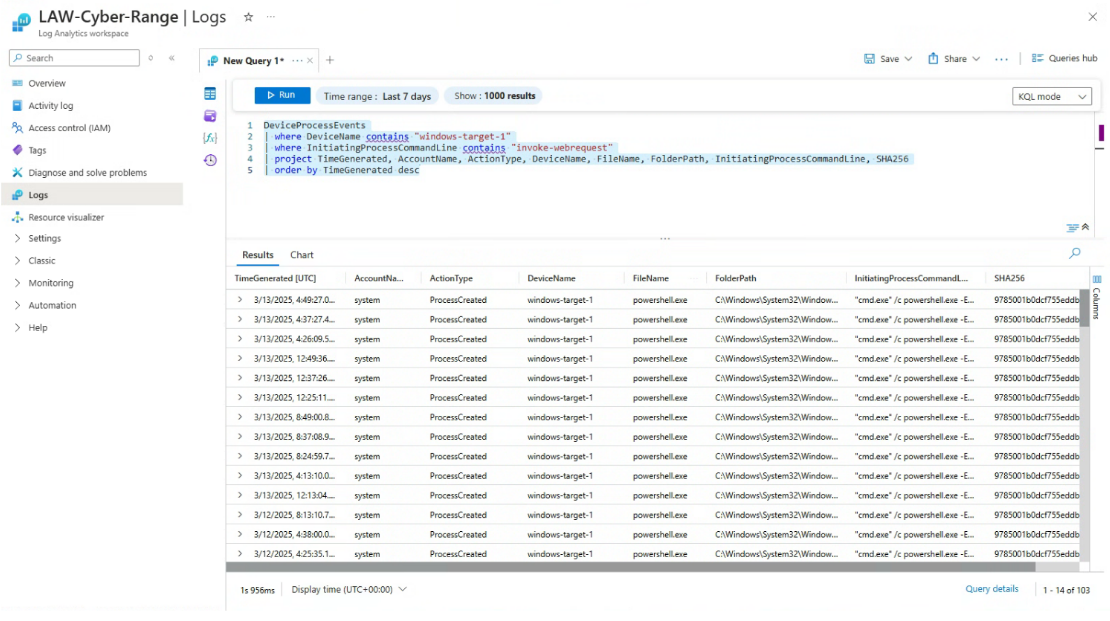 LAW-Cyber-Range | Logs
Log Analytics workspace
Search
Overview
Activity log
Access control (IAM)
Tags
Diagnose and solve problems
Logs
Resource visualizer
Settings
Classic
Monitoring
Automation
Help
New Query 1*
Save
Share
Queries hub
Run
Time range : Last 7 days
Show : 1000 results
KQL mode
1 DeviceProcessEvents
2 | where DeviceName contains "windows-target-1"
3 | where InitiatingProcessCommandLine contains "invoke-webrequest"
4 | project TimeGenerated, AccountName, ActionType, DeviceName, FileName, FolderPath, InitiatingProcessCommandLine, SHA256
5 | order by TimeGenerated desc
Results Chart
TimeGenerated [UTC] AccountNa... ActionType DeviceName FileName FolderPath InitiatingProcessCommandL... SHA256
3/13/2025, 4:49:27.0... system ProcessCreated windows-target-1 powershell.exe C:\Windows\System32\Window... "cmd.exe" /c powershell.exe -E... 9785001b0dcf755eddb
3/13/2025, 4:37:27.4... system ProcessCreated windows-target-1 powershell.exe C:\Windows\System32\Window... "cmd.exe" /c powershell.exe -E... 9785001b0dcf755eddb
3/13/2025, 4:26:09.5... system ProcessCreated windows-target-1 powershell.exe C:\Windows\System32\Window... "cmd.exe" /c powershell.exe -E... 9785001b0dcf755eddb
3/13/2025, 12:49:36.... system ProcessCreated windows-target-1 powershell.exe C:\Windows\System32\Window... "cmd.exe" /c powershell.exe -E... 9785001b0dcf755eddb
3/13/2025, 12:37:26.... system ProcessCreated windows-target-1 powershell.exe C:\Windows\System32\Window... "cmd.exe" /c powershell.exe -E... 9785001b0dcf755eddb
3/13/2025, 12:25:11.... system ProcessCreated windows-target-1 powershell.exe C:\Windows\System32\Window... "cmd.exe" /c powershell.exe -E... 9785001b0dcf755eddb
3/13/2025, 8:49:00.8... system ProcessCreated windows-target-1 powershell.exe C:\Windows\System32\Window... "cmd.exe" /c powershell.exe -E... 9785001b0dcf755eddb
3/13/2025, 8:37:08.9... system ProcessCreated windows-target-1 powershell.exe C:\Windows\System32\Window... "cmd.exe" /c powershell.exe -E... 9785001b0dcf755eddb
3/13/2025, 8:24:59.7... system ProcessCreated windows-target-1 powershell.exe C:\Windows\System32\Window... "cmd.exe" /c powershell.exe -E... 9785001b0dcf755eddb
3/13/2025, 4:13:10.0... system ProcessCreated windows-target-1 powershell.exe C:\Windows\System32\Window... "cmd.exe" /c powershell.exe -E... 9785001b0dcf755eddb
3/13/2025, 12:13:04.... system ProcessCreated windows-target-1 powershell.exe C:\Windows\System32\Window... "cmd.exe" /c powershell.exe -E... 9785001b0dcf755eddb
3/12/2025, 8:13:10.7... system ProcessCreated windows-target-1 powershell.exe C:\Windows\System32\Window... "cmd.exe" /c powershell.exe -E... 9785001b0dcf755eddb
3/12/2025, 4:38:00.0... system ProcessCreated windows-target-1 powershell.exe C:\Windows\System32\Window... "cmd.exe" /c powershell.exe -E... 9785001b0dcf755eddb
3/12/2025, 4:25:35.1... system ProcessCreated windows-target-1 powershell.exe C:\Windows\System32\Window... "cmd.exe" /c powershell.exe -E... 9785001b0dcf755eddb
Columns
1s 956ms Display time (UTC+00:00) Query details 1 - 14 of 103